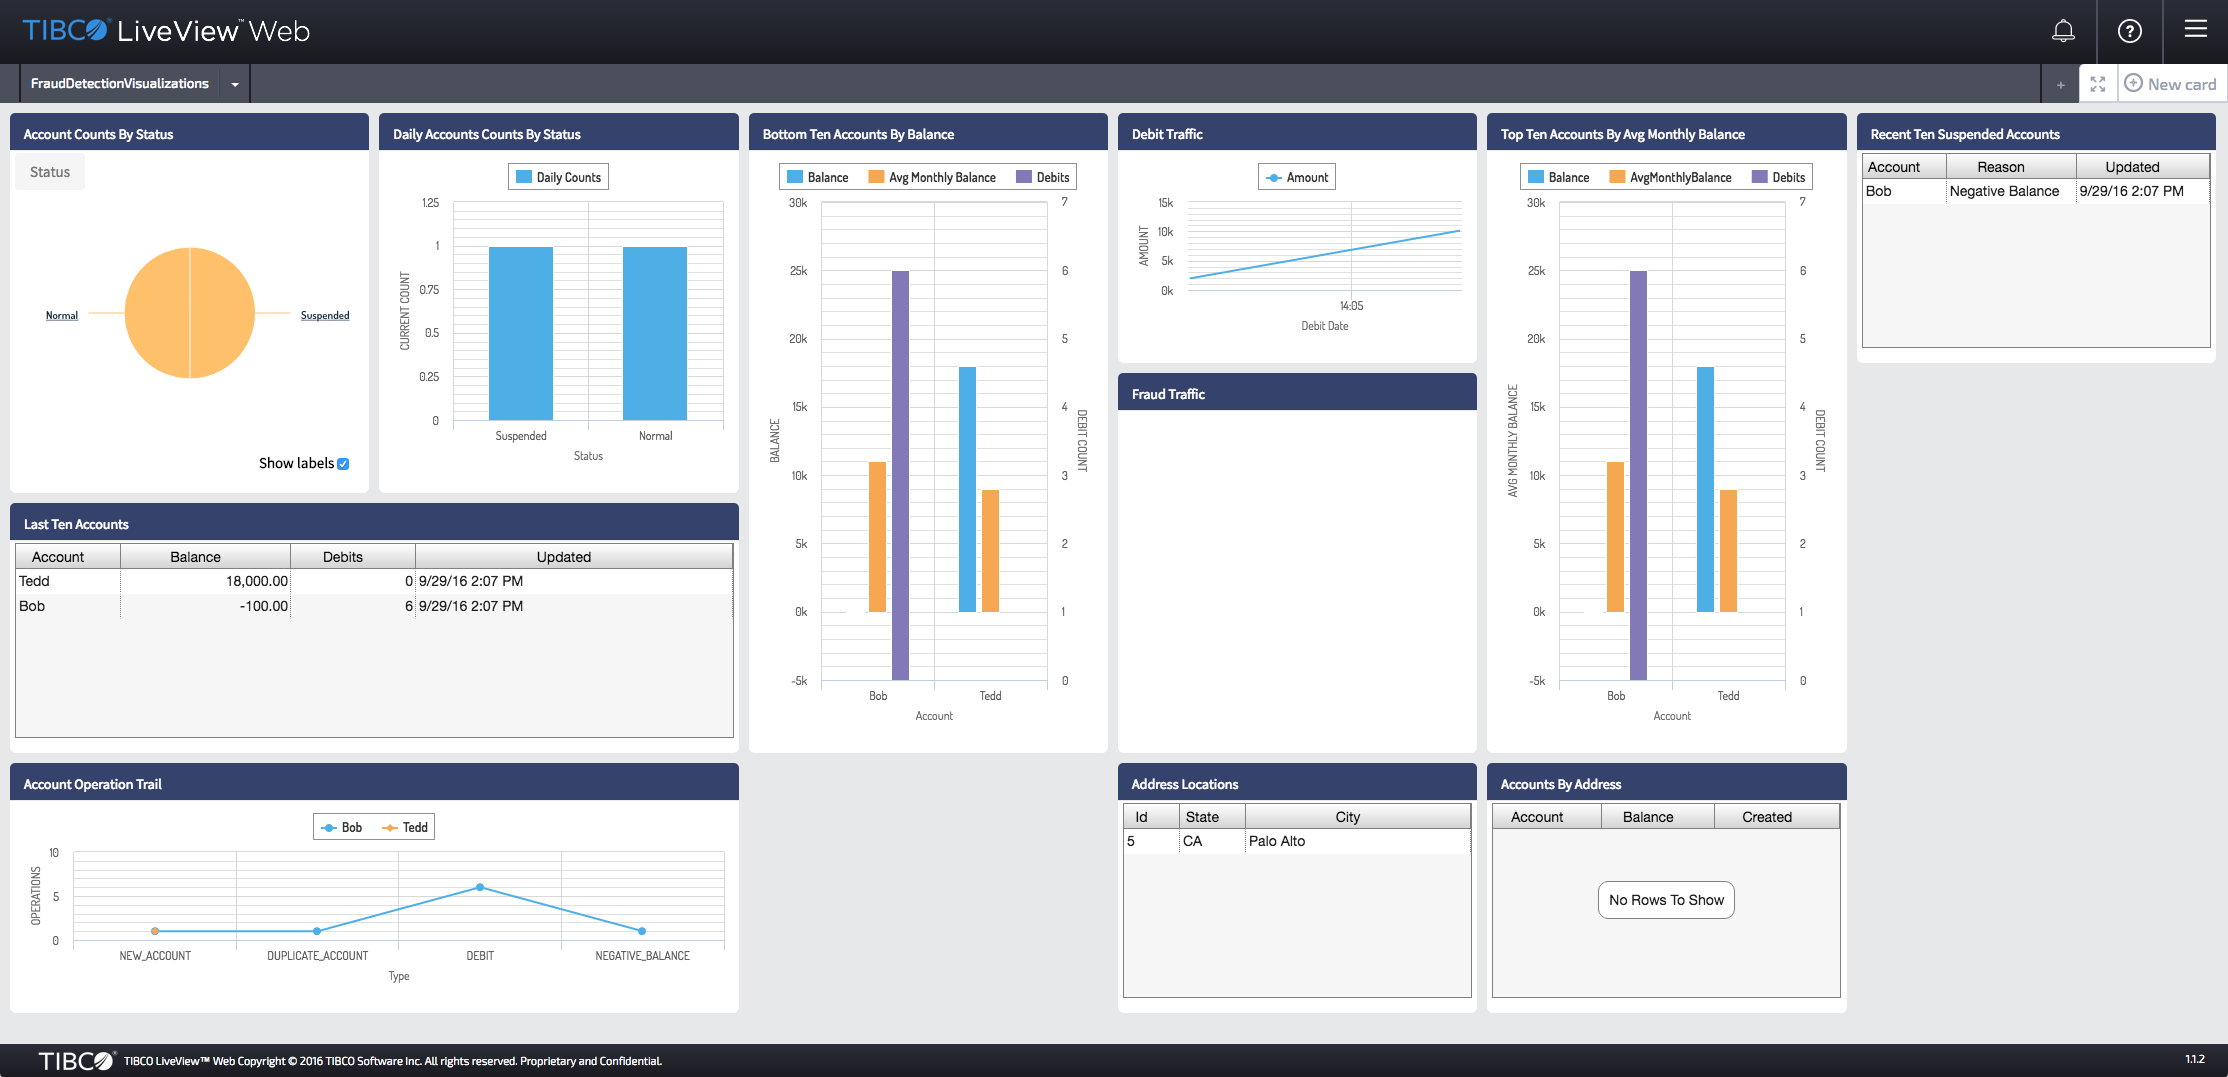 TIBCO LiveView™ Web
FraudDetectionVisualizations
+
New card
Account Counts By Status
Status
Normal
Suspended
Show labels
Daily Accounts Counts By Status
Daily Counts
1.25
1
0.75
0.5
0.25
0
CURRENT COUNT
Suspended Normal
Status
Bottom Ten Accounts By Balance
Balance Avg Monthly Balance Debits
30k 7
25k 6
20k 5
15k 4
10k 3
5k 2
0k 1
-5k 0
BALANCE
DEBIT COUNT
Bob Tedd
Account
Debit Traffic
Amount
15k
10k
5k
0k
AMOUNT
14:05
Debit Date
Fraud Traffic
Top Ten Accounts By Avg Monthly Balance
Balance AvgMonthlyBalance Debits
30k 7
25k 6
20k 5
15k 4
10k 3
5k 2
0k 1
-5k 0
AVG MONTHLY BALANCE
DEBIT COUNT
Bob Tedd
Account
Recent Ten Suspended Accounts
Account Reason Updated
Bob Negative Balance 9/29/16 2:07 PM
Last Ten Accounts
Account Balance Debits Updated
Tedd 18,000.00 0 9/29/16 2:07 PM
Bob -100.00 6 9/29/16 2:07 PM
Account Operation Trail
Bob Tedd
10
5
0
OPERATIONS
NEW_ACCOUNT DUPLICATE_ACCOUNT DEBIT NEGATIVE_BALANCE
Type
Address Locations
Id State City
5 CA Palo Alto
Accounts By Address
Account Balance Created
No Rows To Show
TIBCO TIBCO LiveView™ Web Copyright © 2016 TIBCO Software Inc. All rights reserved. Proprietary and Confidential.
1.1.2